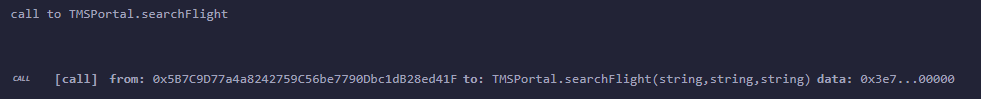 call to TMSPortal.searchFlight
CALL [call] from: 0x5B7C9D77a4a8242759C56be7790Dbc1dB28ed41F to: TMSPortal.searchFlight(string,string,string) data: 0x3e7...00000